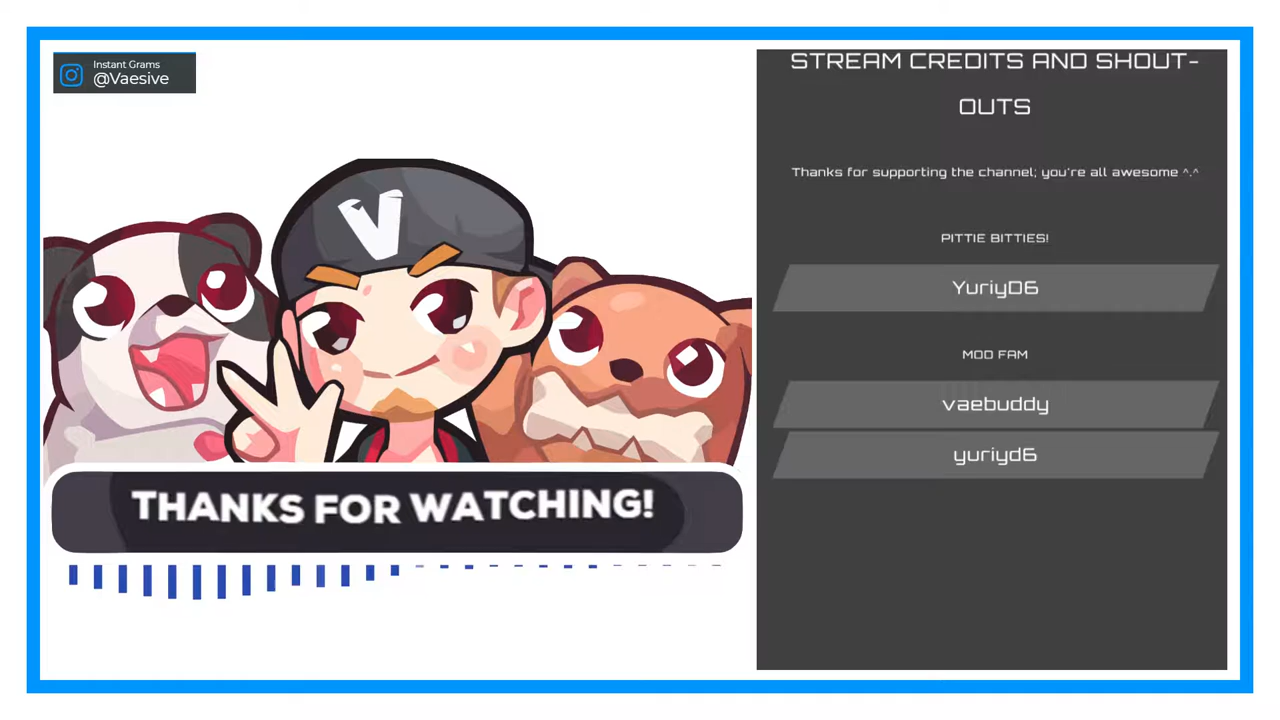 Instant Grams
@Vaesive
V
THANKS FOR WATCHING!
STREAM CREDITS AND SHOUT-
OUTS
Thanks for supporting the channel; you're all awesome ^.^
PITTIE BITTIES!
YuriyD6
MOD FAM
vaebuddy
yuriyd6